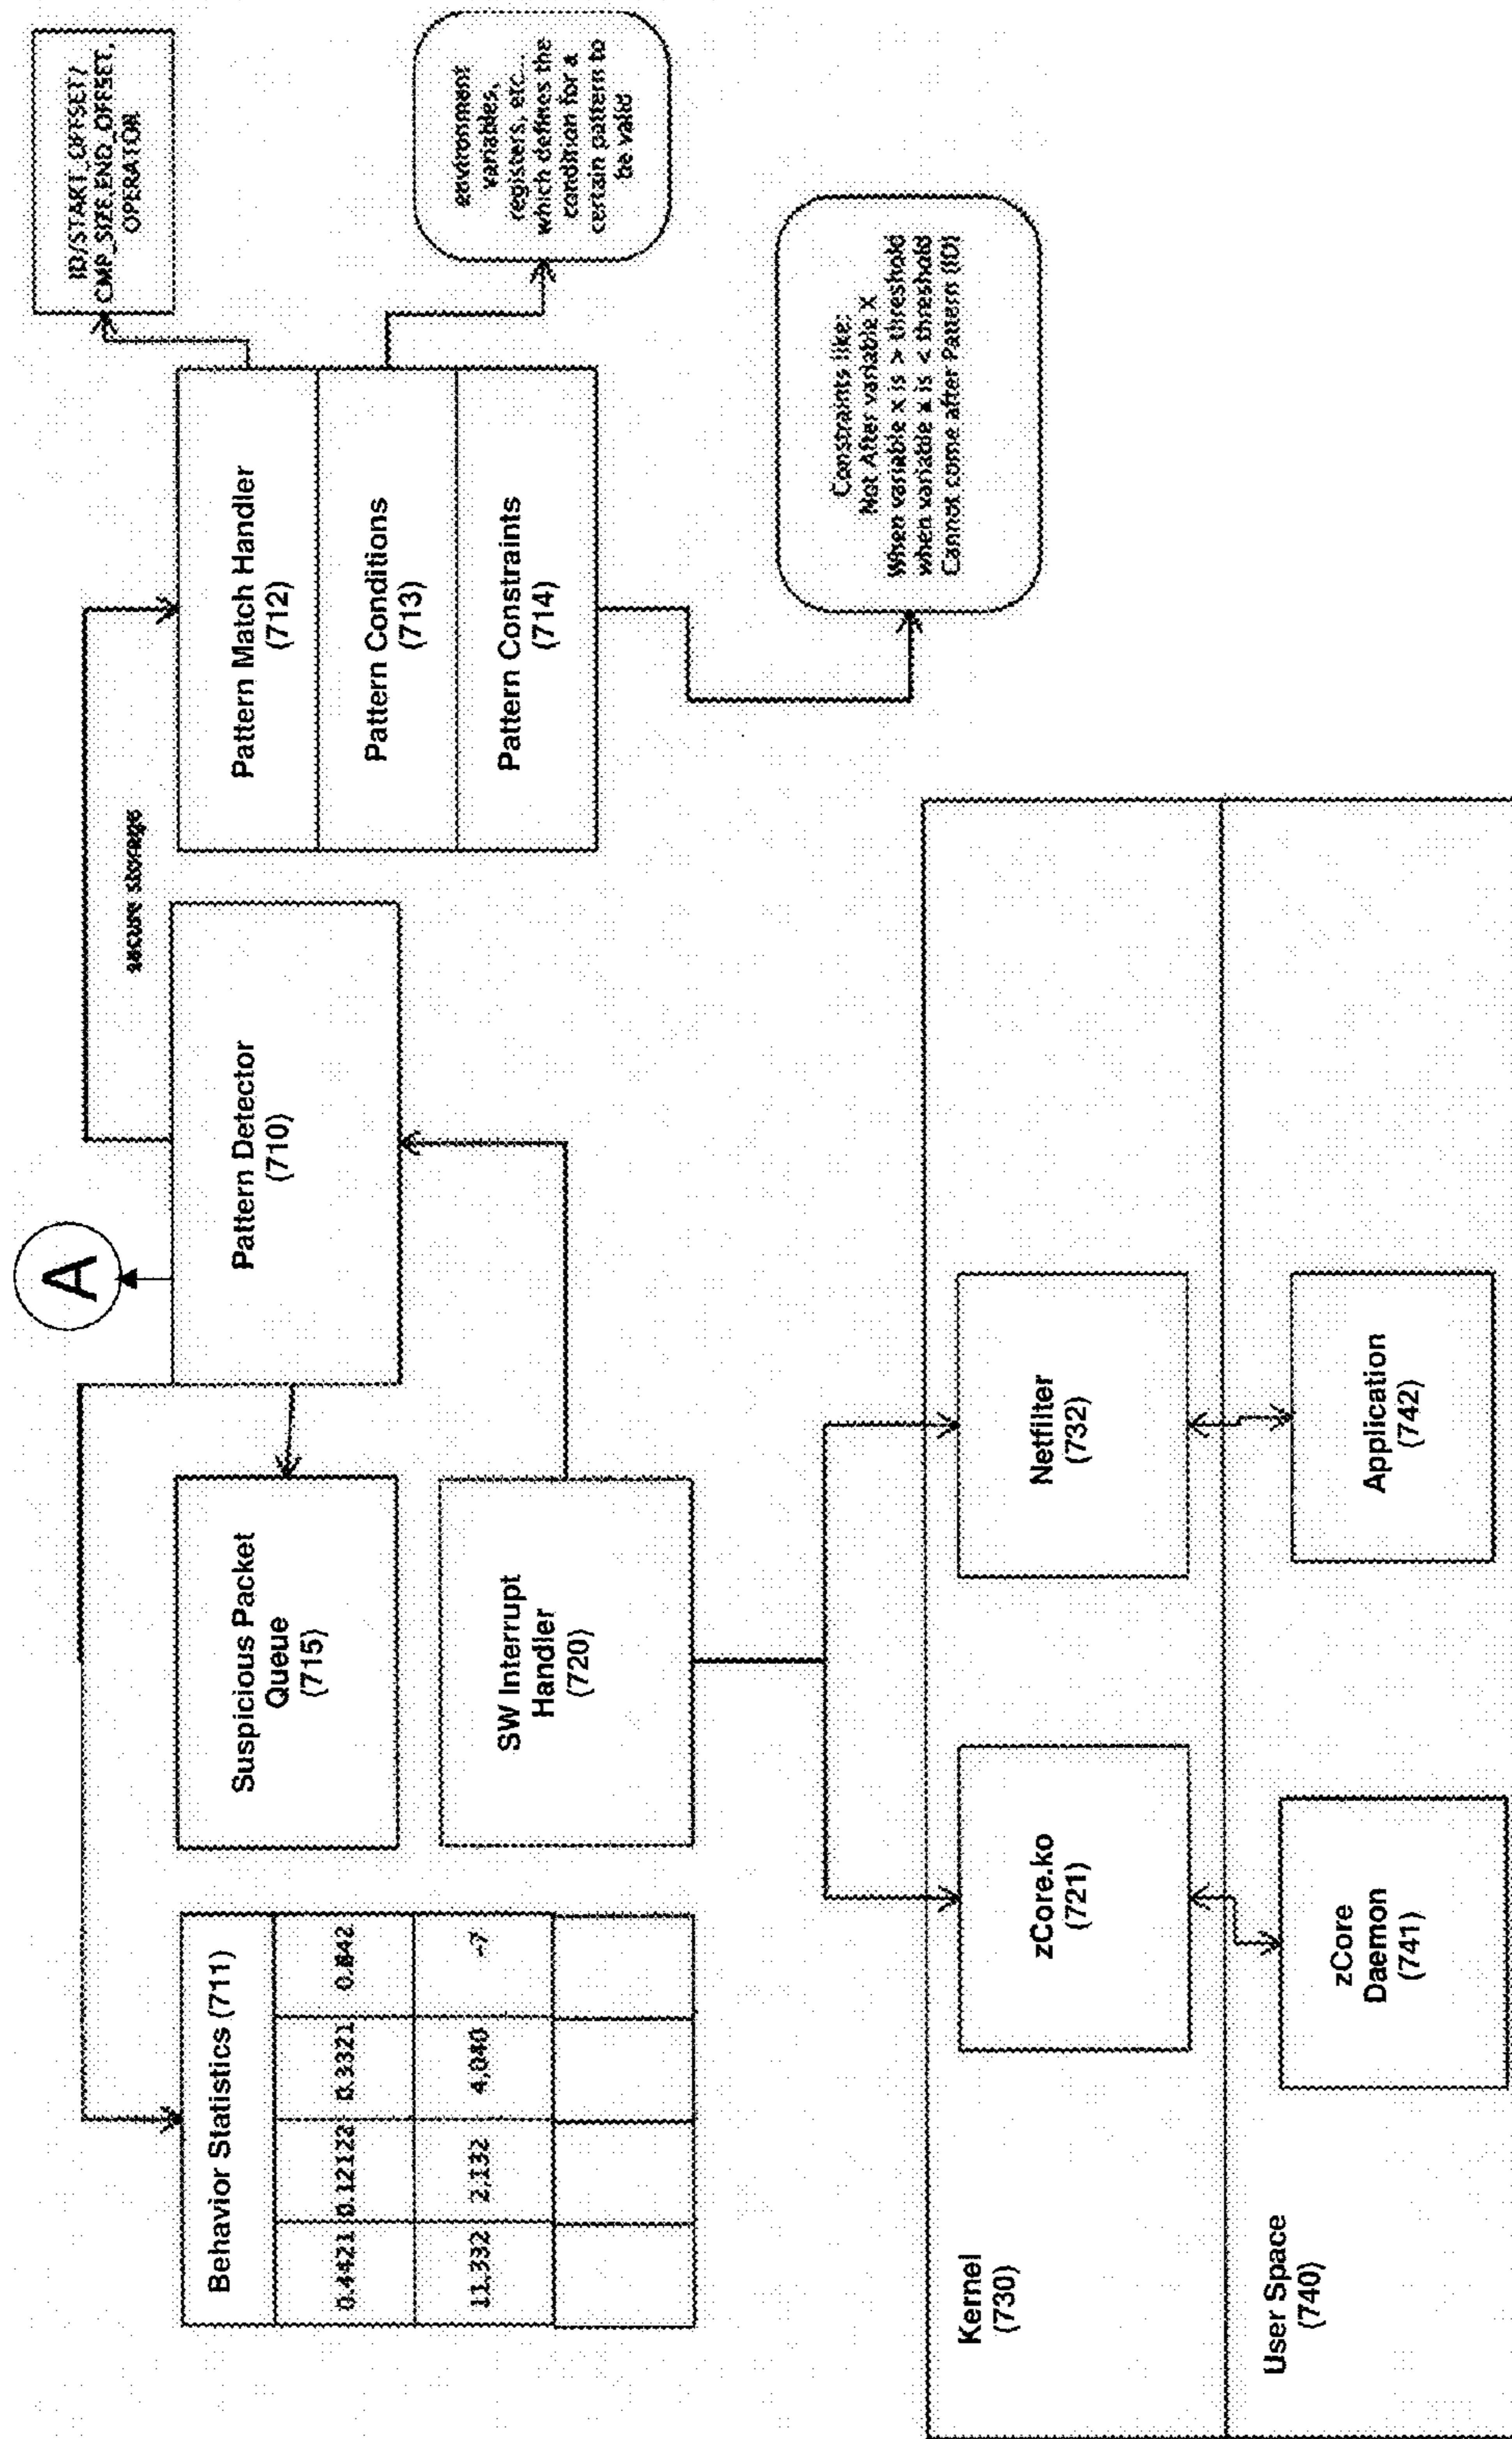 A
ID/START_OFFSET/
CMP_SIZE,END_OFFSET,
OPERATOR
secure storage
environment
variables,
registers, etc...
which defines the
condition for a
certain pattern to
be valid
Behavior Statistics (711)
0.4421 0.12122 0.3321 0.642
11,332 2,132 4,040 -7
Suspicious Packet
Queue
(715)
Pattern Detector
(710)
Pattern Match Handler
(712)
Pattern Conditions
(713)
Pattern Constraints
(714)
SW Interrupt
Handler
(720)
Constraints like:
Not After variable X
When variable x is > threshold
when variable x is < threshold
Cannot come after Pattern (ID)
Kernel
(730)
zCore.ko
(721)
Netfilter
(732)
User Space
(740)
zCore
Daemon
(741)
Application
(742)